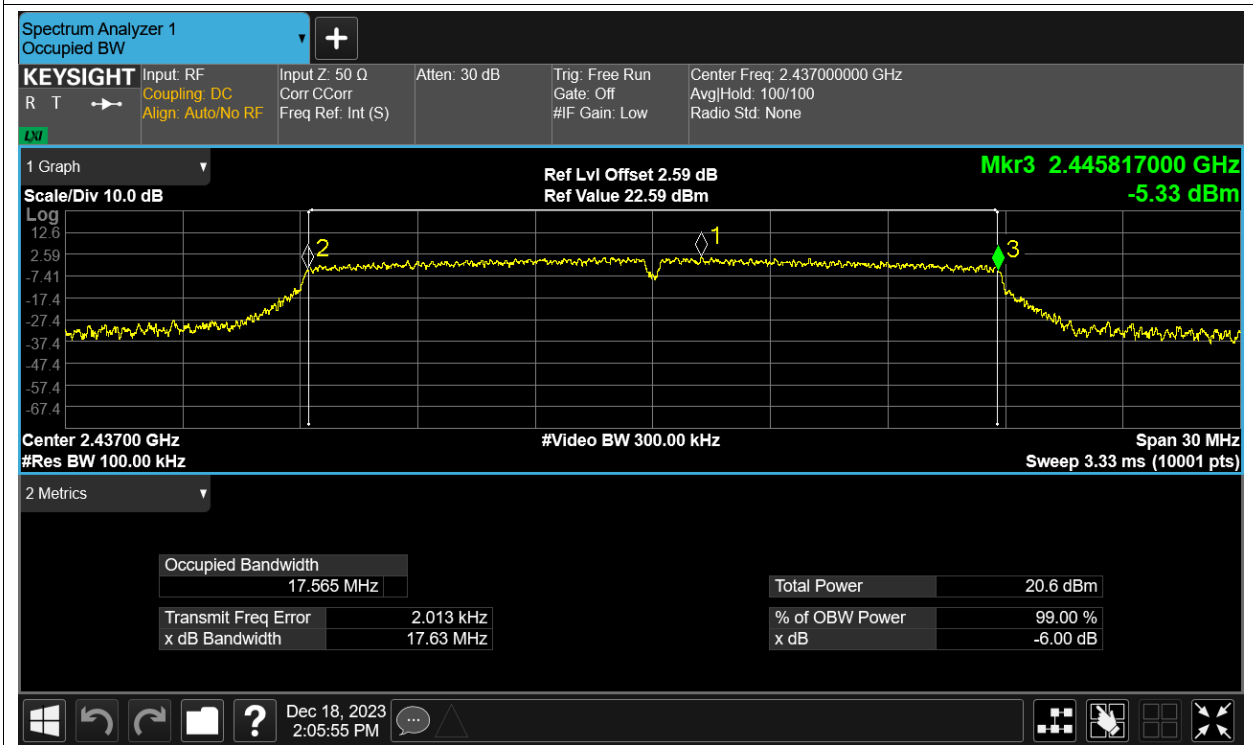 Spectrum Analyzer 1
Occupied BW
KEYSIGHT
R T
LXI
Input: RF
Coupling: DC
Align: Auto/No RF
Input Z: 50 Ω
Corr CCorr
Freq Ref: Int (S)
Atten: 30 dB
Trig: Free Run
Gate: Off
#IF Gain: Low
Center Freq: 2.437000000 GHz
Avg|Hold: 100/100
Radio Std: None
1 Graph
Scale/Div 10.0 dB
Ref Lvl Offset 2.59 dB
Ref Value 22.59 dBm
Mkr3 2.445817000 GHz
-5.33 dBm
Log
12.6
2.59
-7.41
-17.4
-27.4
-37.4
-47.4
-57.4
-67.4
2
1
3
Center 2.43700 GHz
#Res BW 100.00 kHz
#Video BW 300.00 kHz
Span 30 MHz
Sweep 3.33 ms (10001 pts)
2 Metrics
Occupied Bandwidth
17.565 MHz
Transmit Freq Error 2.013 kHz
x dB Bandwidth 17.63 MHz
Total Power 20.6 dBm
% of OBW Power 99.00 %
x dB -6.00 dB
?
Dec 18, 2023
2:05:55 PM